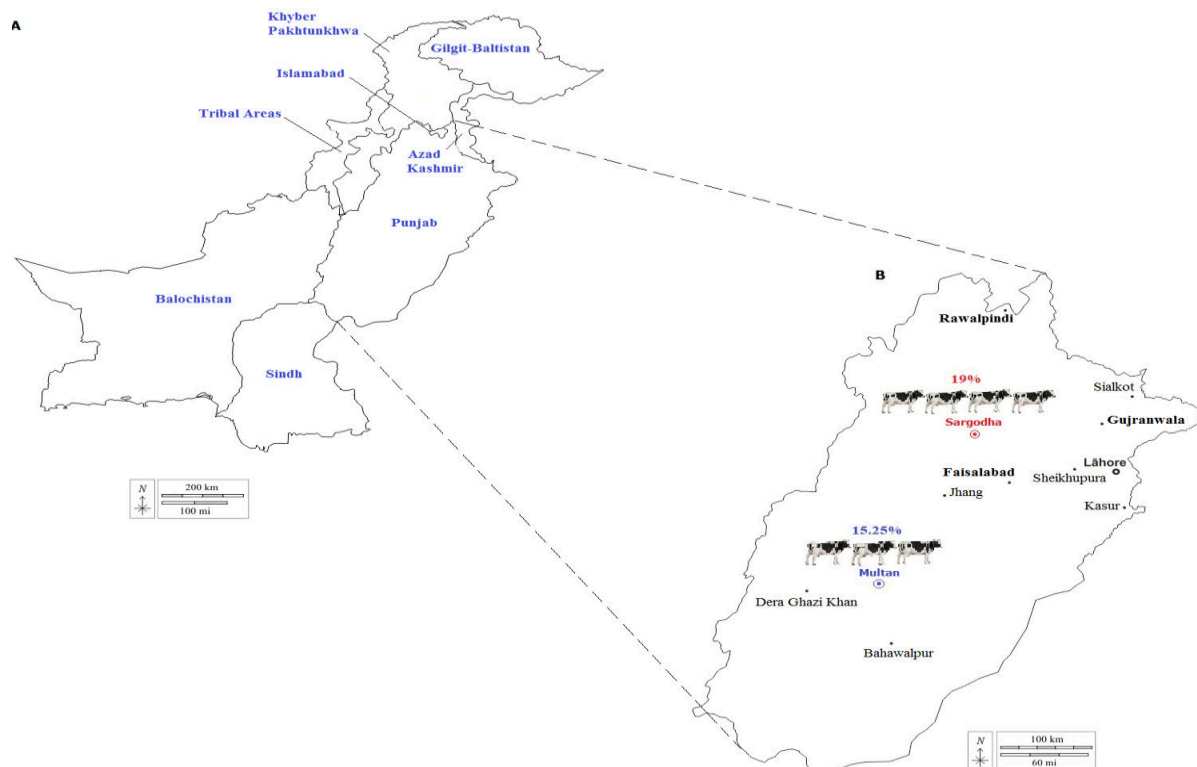 A
Khyber
Pakhtunkhwa
Gilgit-Baltistan
Islamabad
Tribal Areas
Azad
Kashmir
Punjab
Balochistan
Sindh
N
200 km
100 mi
B
Rawalpindi
19%
Sialkot
Sargodha
Gujranwala
Lāhore
Faisalabad
Sheikhupura
Jhang
Kasur
15.25%
Multan
Dera Ghazi Khan
Bahawalpur
N
100 km
60 mi